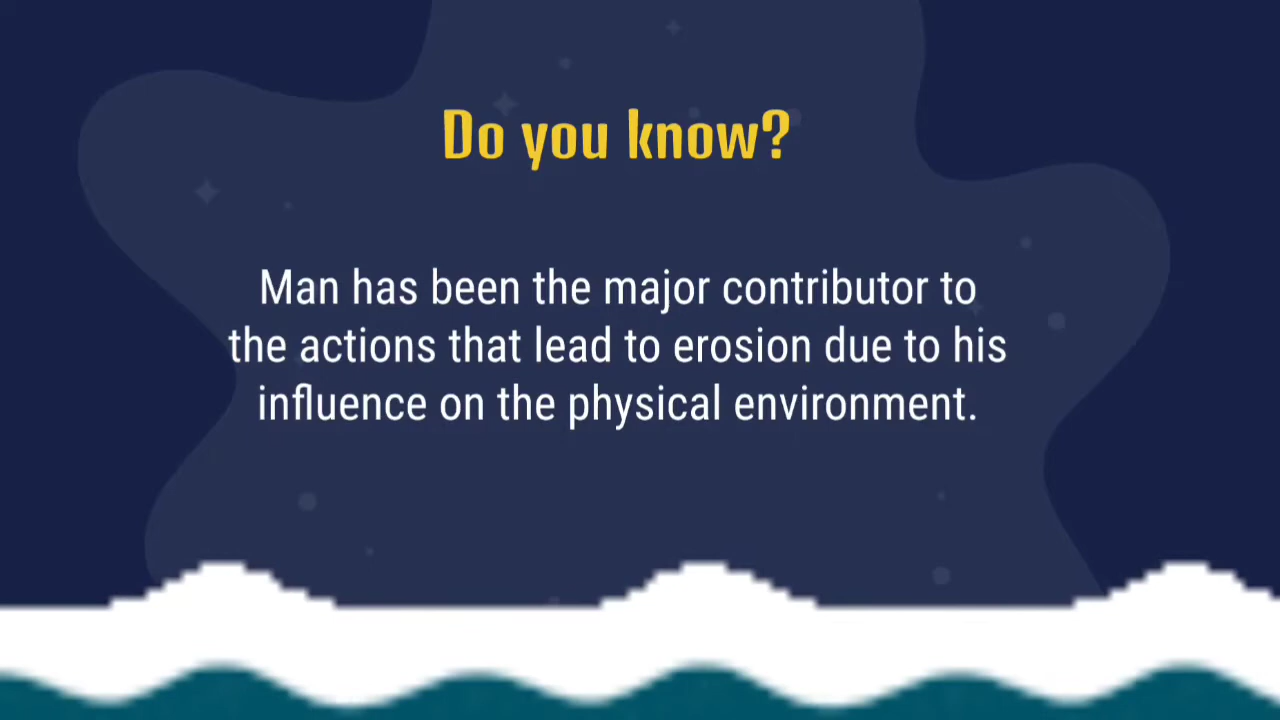 Do you know?
Man has been the major contributor to
the actions that lead to erosion due to his
influence on the physical environment.